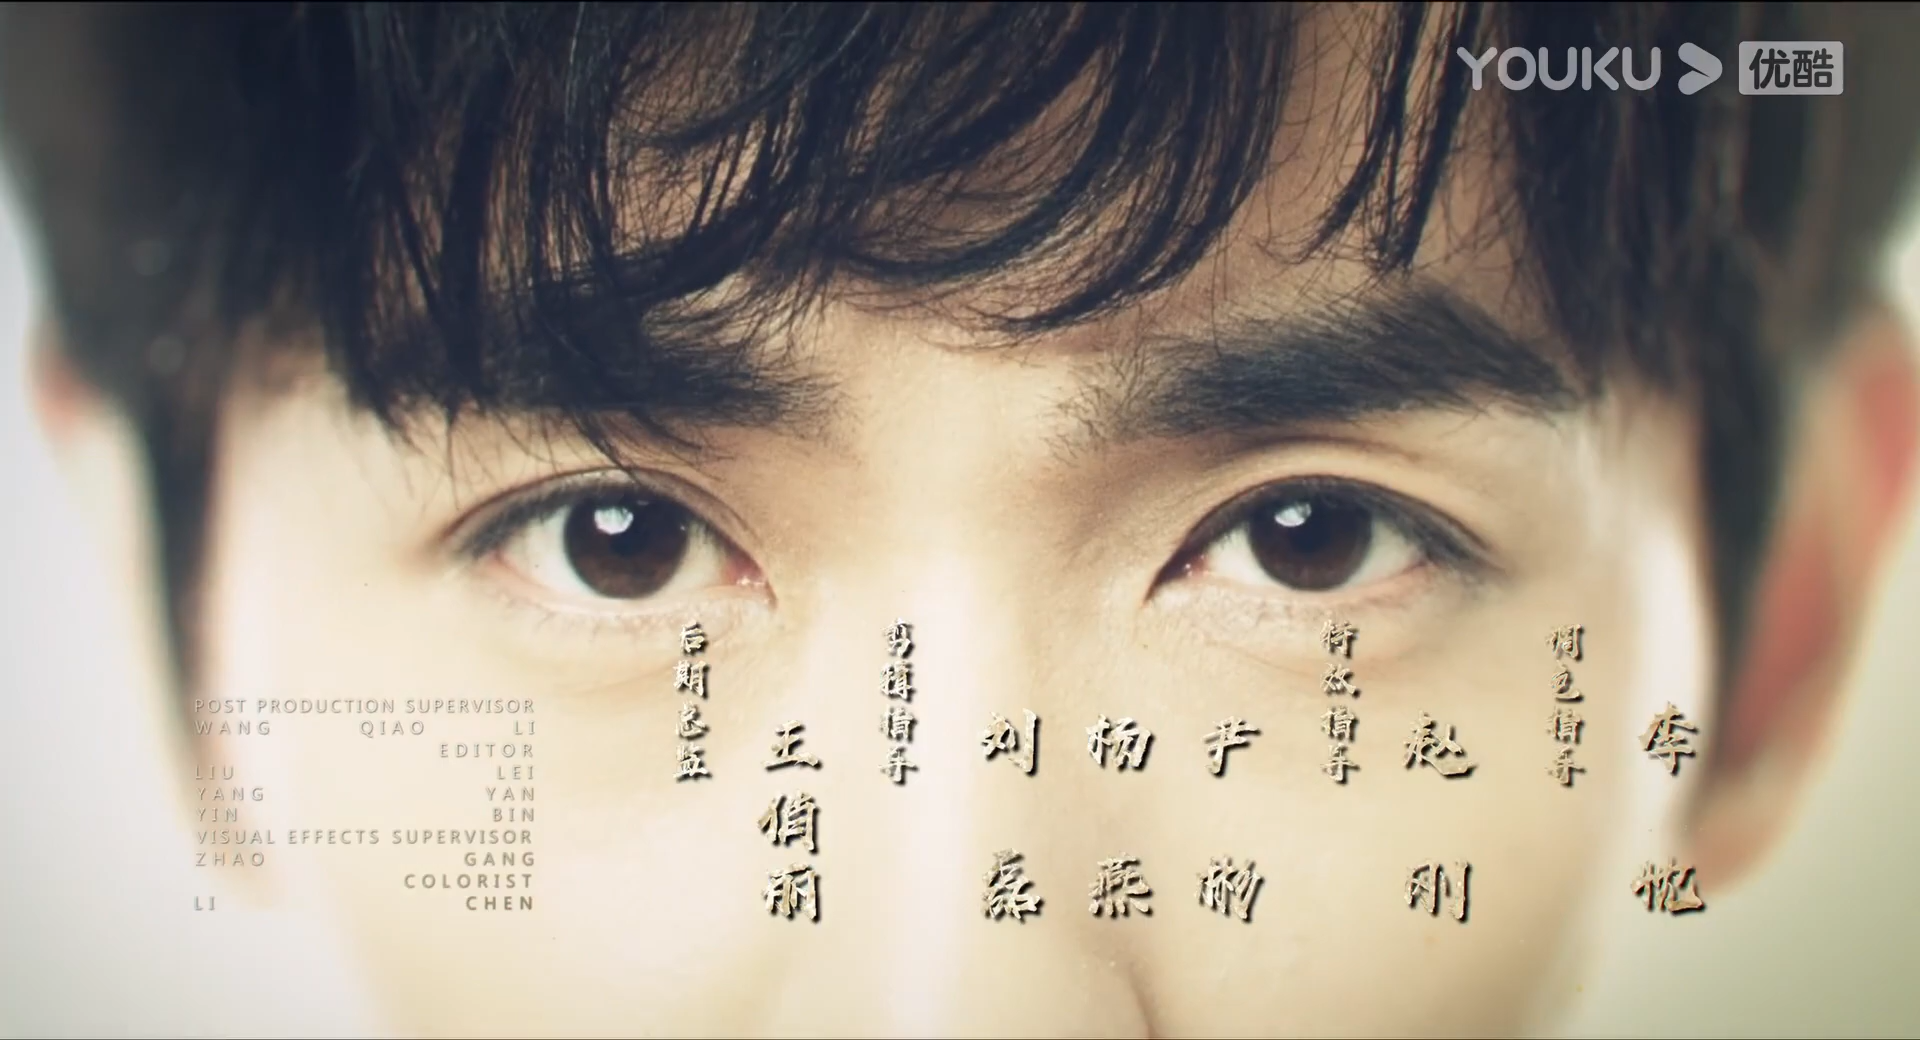 YOUKU 优酷
后期总监
王俏丽
剪辑指导
刘磊
杨燕
尹彬
特效指导
赵刚
调色指导
李忱
POST PRODUCTION SUPERVISOR
WANG QIAO LI
EDITOR
LIU LEI
YANG YAN
YIN BIN
VISUAL EFFECTS SUPERVISOR
ZHAO GANG
COLORIST
LI CHEN